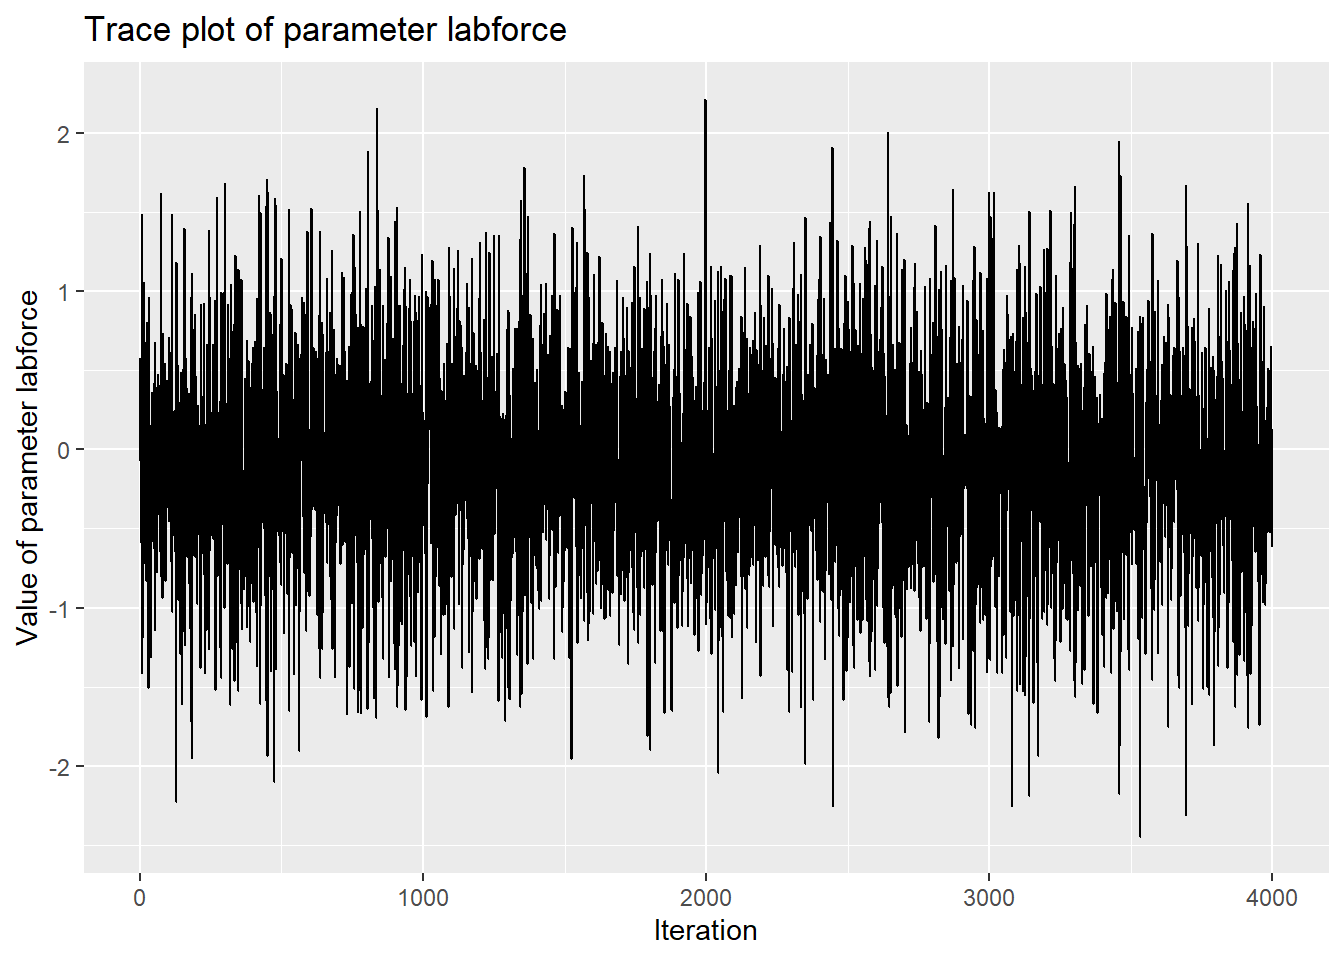 Trace plot of parameter labforce
Value of parameter labforce
2
1
0
-1
-2
0 1000 2000 3000 4000
Iteration